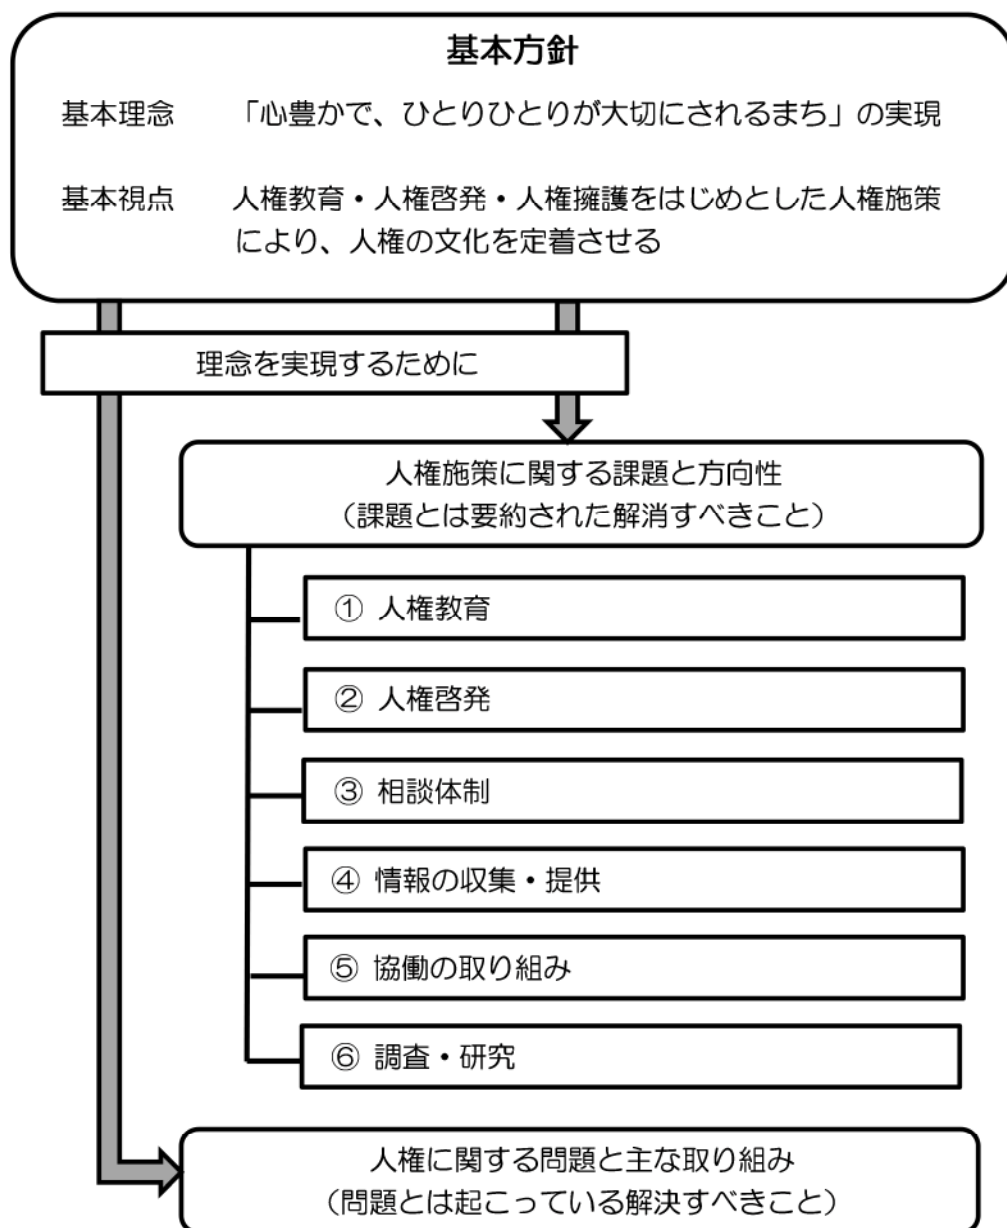 基本方針
基本理念 「心豊かで、ひとりひとりが大切にされるまち」の実現
基本視点 人権教育・人権啓発・人権擁護をはじめとした人権施策
により、人権の文化を定着させる
理念を実現するために
人権施策に関する課題と方向性
（課題とは要約された解消すべきこと）
① 人権教育
② 人権啓発
③ 相談体制
④ 情報の収集・提供
⑤ 協働の取り組み
⑥ 調査・研究
人権に関する問題と主な取り組み
（問題とは起こっている解決すべきこと）